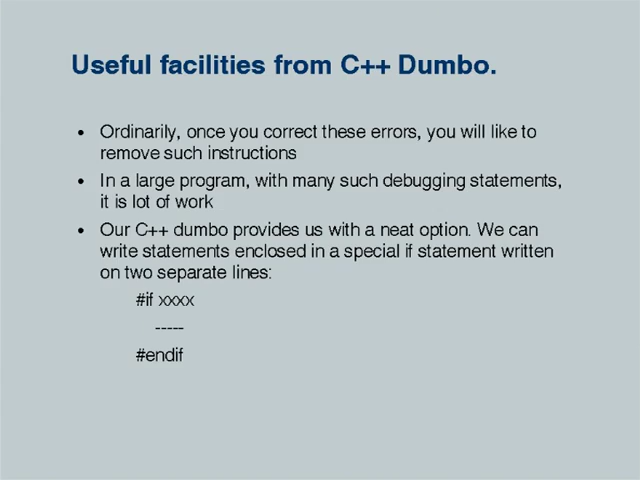 Useful facilities from C++ Dumbo.
• Ordinarily, once you correct these errors, you will like to
remove such instructions
• In a large program, with many such debugging statements,
it is lot of work
• Our C++ dumbo provides us with a neat option. We can
write statements enclosed in a special if statement written
on two separate lines:
#if xxxx
-----
#endif